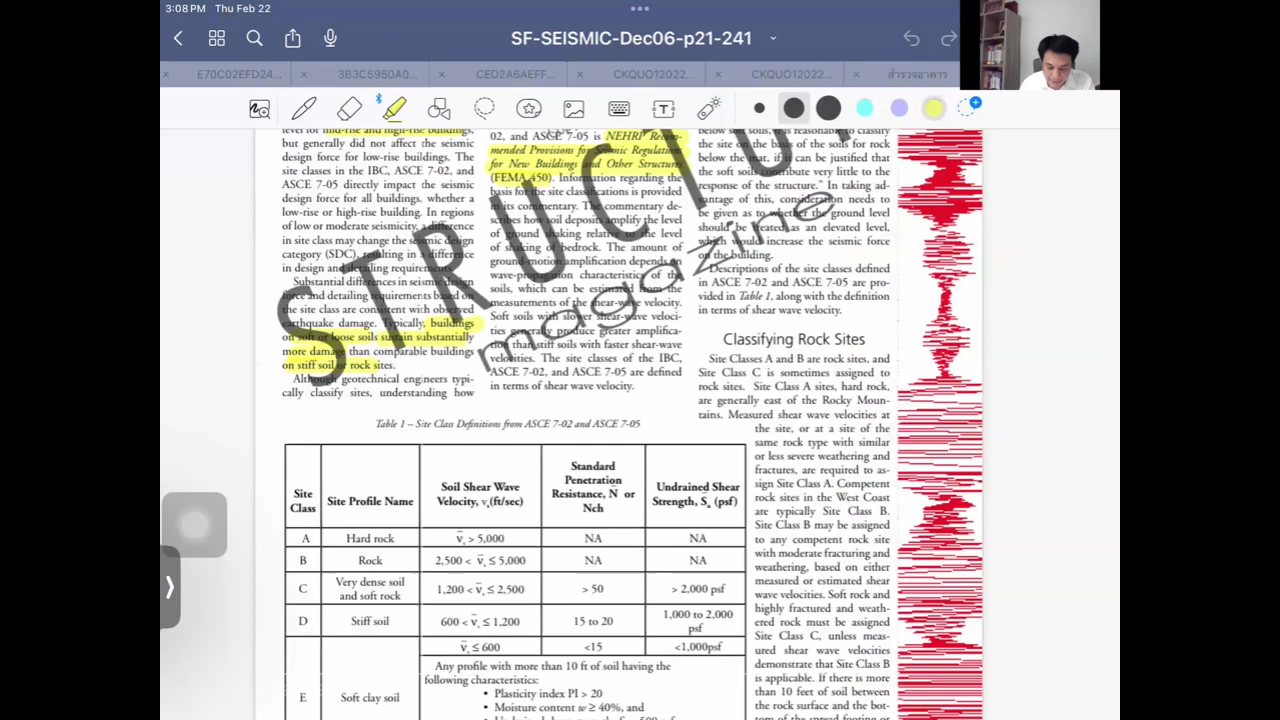 3:08 PM Thu Feb 22
SF-SEISMIC-Dec06-p21-241
E70C02EFD24...
3B3C5950A0...
CED2A6AEFF...
CKQUO12022...
CKQUO12022...
สำรวจอาคาร
level for mid-rise and high-rise buildings,
but generally did not affect the seismic
design force for low-rise buildings. The
site classes in the IBC, ASCE 7-02, and
ASCE 7-05 directly impact the seismic
design force for all buildings, whether a
low-rise or high-rise building. In regions
of low or moderate seismicity, a difference
in site class may change the seismic design
category (SDC), resulting in a difference
in design and detailing requirements.
Substantial differences in seismic design
force and detailing requirements based on
the site class are consistent with observed
earthquake damage. Typically, buildings
on soft or loose soils sustain substantially
more damage than comparable buildings
on stiff soil or rock sites.
Although geotechnical engineers typi-
cally classify sites, understanding how
02, and ASCE 7-05 is NEHRP Recom-
mended Provisions for Seismic Regulations
for New Buildings and Other Structures
(FEMA 450). Information regarding the
basis for the site classifications is provided
in its commentary. The commentary de-
scribes how soil deposits amplify the level
of ground shaking relative to the level
of shaking of bedrock. The amount of
ground-motion amplification depends on
wave-propagation characteristics of the
soils, which can be estimated from the
measurements of the shear-wave velocity.
Soft soils with slower shear-wave veloci-
ties generally produce greater amplifica-
tion than stiff soils with faster shear-wave
velocities. The site classes of the IBC,
ASCE 7-02, and ASCE 7-05 are defined
in terms of shear wave velocity.
below soft soils, it is reasonable to classify
the site on the basis of the soils for rock
below the mat, if it can be justified that
the soft soils contribute very little to the
response of the structure." In taking ad-
vantage of this, consideration needs to
be given as to whether the ground level
should be treated as an elevated level,
which would increase the seismic force
on the building.
Descriptions of the site classes defined
in ASCE 7-02 and ASCE 7-05 are pro-
vided in Table 1, along with the definition
in terms of shear wave velocity.
Classifying Rock Sites
Site Classes A and B are rock sites, and
Site Class C is sometimes assigned to
rock sites. Site Class A sites, hard rock,
are generally east of the Rocky Moun-
tains. Measured shear wave velocities at
the site, or at a site of the
same rock type with similar
or less severe weathering and
fractures, are required to as-
sign Site Class A. Competent
rock sites in the West Coast
are typically Site Class B.
Site Class B may be assigned
to any competent rock site
with moderate fracturing and
weathering, based on either
measured or estimated shear
wave velocities. Soft rock and
highly fractured and weath-
ered rock must be assigned
Site Class C, unless meas-
ured shear wave velocities
demonstrate that Site Class B
is applicable. If there is more
than 10 feet of soil between
the rock surface and the bot-
tom of the spread footing or
STRUCTUR
magazine
Table 1 – Site Class Definitions from ASCE 7-02 and ASCE 7-05
Site Class | Site Profile Name | Soil Shear Wave Velocity, v̅s(ft/sec) | Standard Penetration Resistance, N̅ or Nch | Undrained Shear Strength, S̅u (psf)
A | Hard rock | v̅s > 5,000 | NA | NA
B | Rock | 2,500 < v̅s ≤ 5,000 | NA | NA
C | Very dense soil and soft rock | 1,200 < v̅s ≤ 2,500 | > 50 | > 2,000 psf
D | Stiff soil | 600 < v̅s ≤ 1,200 | 15 to 20 | 1,000 to 2,000 psf
v̅s ≤ 600 | <15 | <1,000psf
E | Soft clay soil
Any profile with more than 10 ft of soil having the
following characteristics:
• Plasticity index PI > 20
• Moisture content w ≥ 40%, and